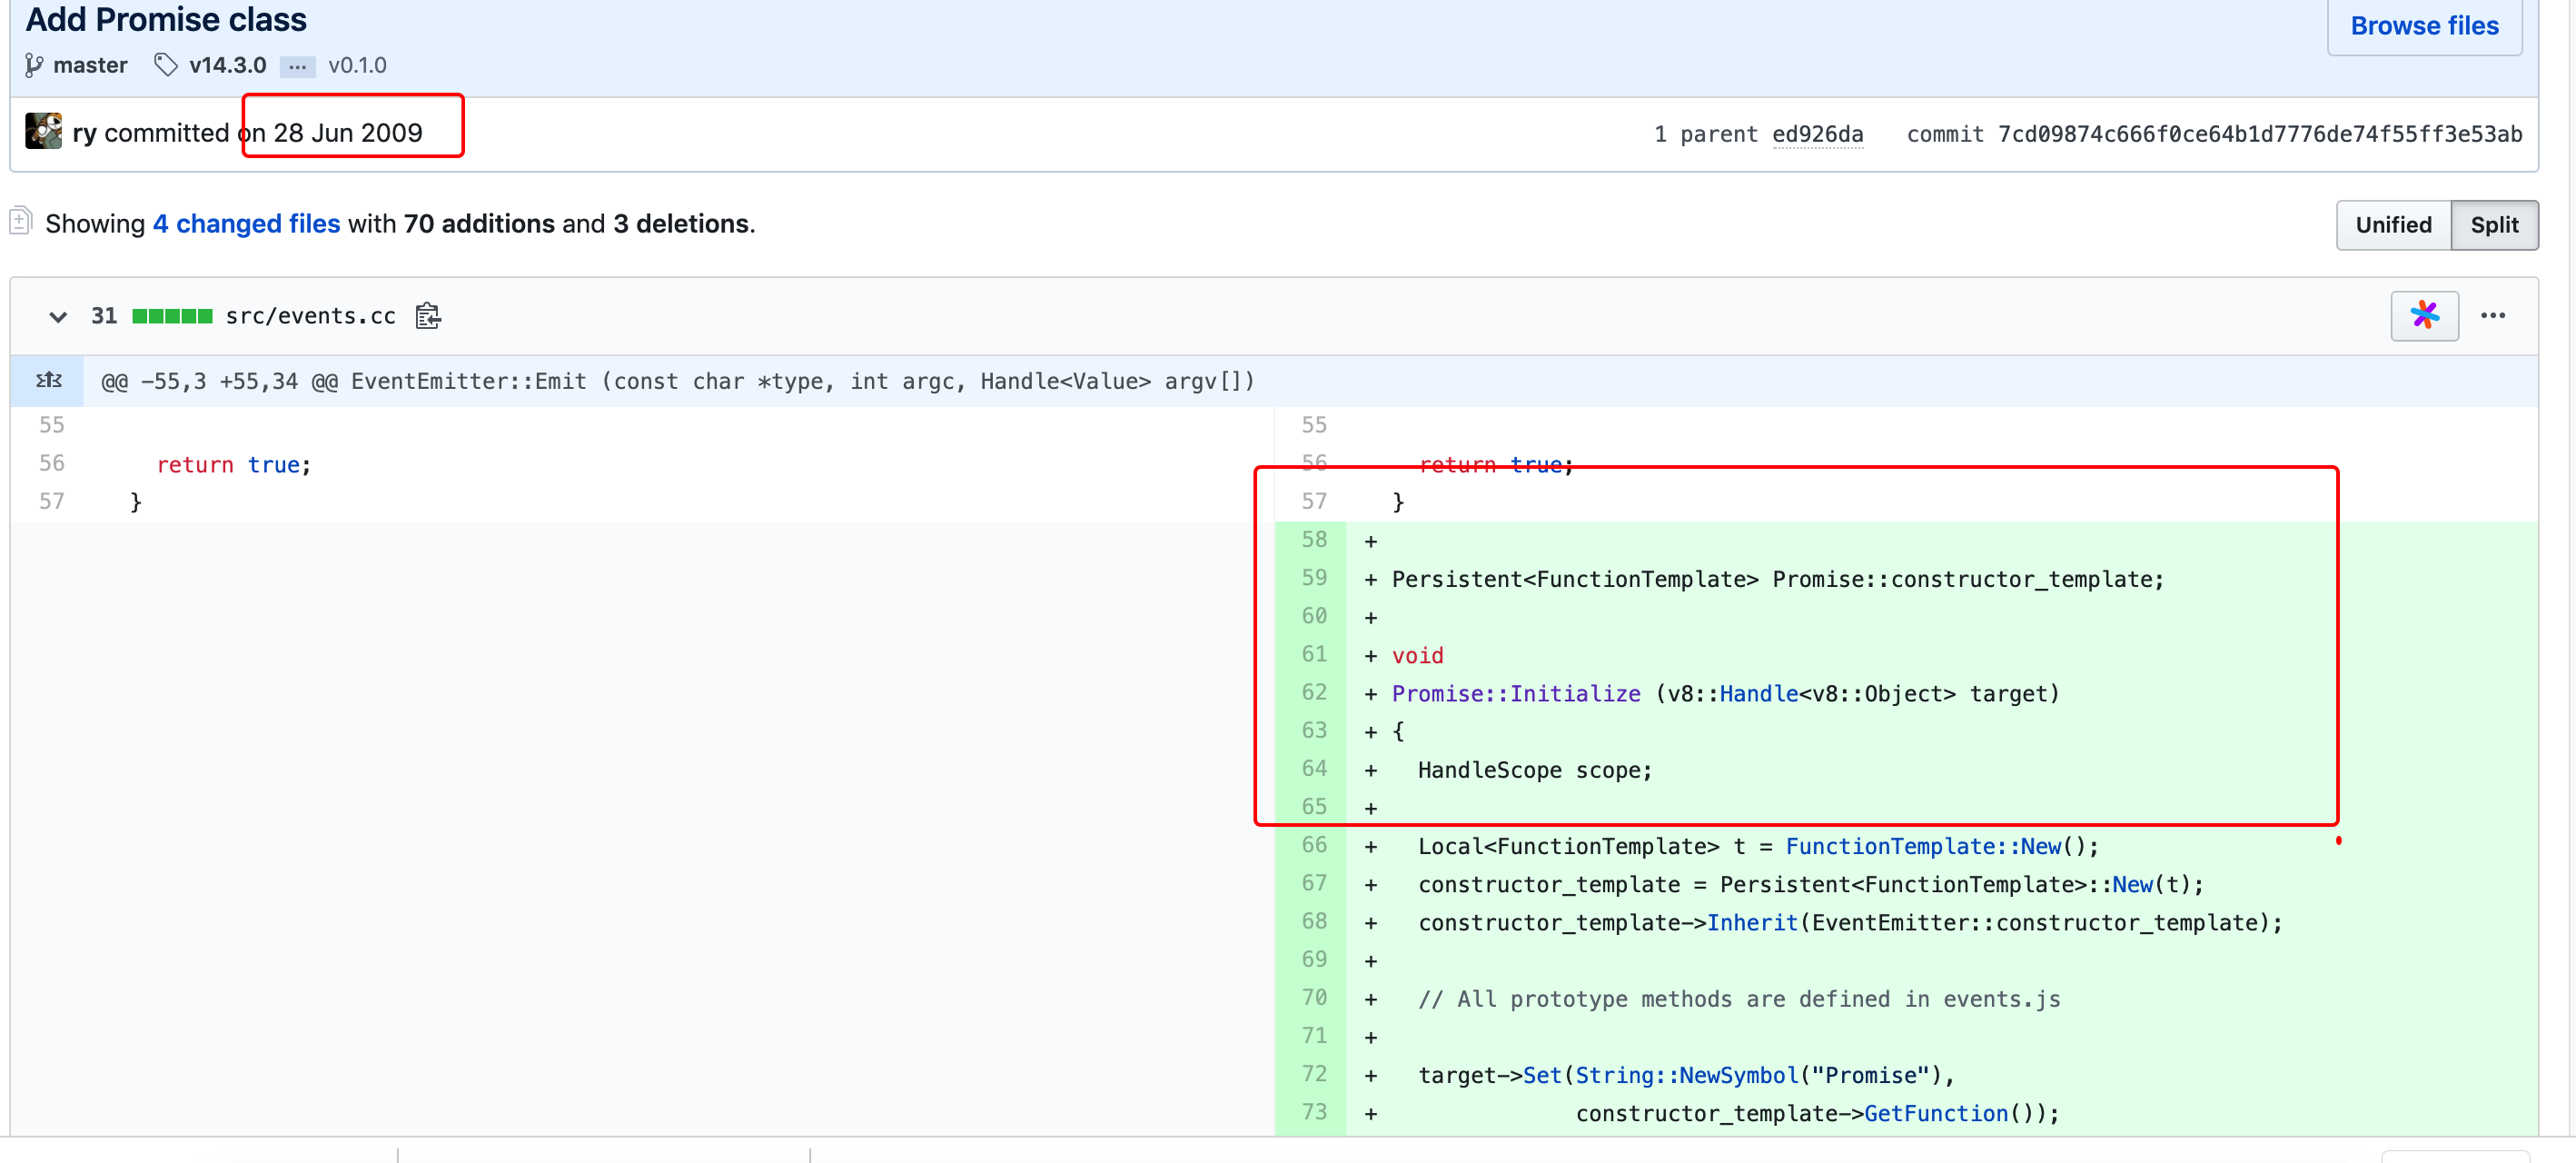 Add Promise class
Browse files
master v14.3.0 ... v0.1.0
ry committed on 28 Jun 2009
1 parent ed926da commit 7cd09874c666f0ce64b1d7776de74f55ff3e53ab
Showing 4 changed files with 70 additions and 3 deletions.
Unified Split
31 src/events.cc
@@ -55,3 +55,34 @@ EventEmitter::Emit (const char *type, int argc, Handle<Value> argv[])
55
56 return true;
57 }
55
56 return true;
57 }
58 +
59 + Persistent<FunctionTemplate> Promise::constructor_template;
60 +
61 + void
62 + Promise::Initialize (v8::Handle<v8::Object> target)
63 + {
64 + HandleScope scope;
65 +
66 + Local<FunctionTemplate> t = FunctionTemplate::New();
67 + constructor_template = Persistent<FunctionTemplate>::New(t);
68 + constructor_template->Inherit(EventEmitter::constructor_template);
69 +
70 + // All prototype methods are defined in events.js
71 +
72 + target->Set(String::NewSymbol("Promise"),
73 + constructor_template->GetFunction());